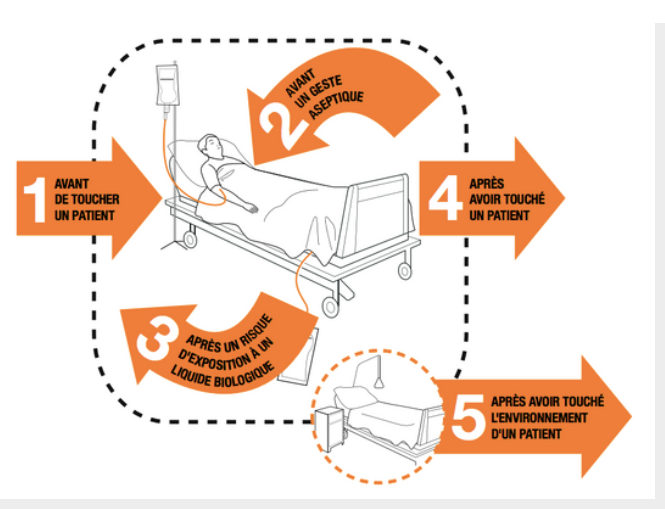 1 AVANT
DE TOUCHER
UN PATIENT
2 AVANT
UN GESTE
ASEPTIQUE
3 APRÈS UN RISQUE
D'EXPOSITION À UN
LIQUIDE BIOLOGIQUE
4 APRÈS
AVOIR TOUCHÉ
UN PATIENT
5 APRÈS AVOIR TOUCHÉ
L'ENVIRONNEMENT
D'UN PATIENT